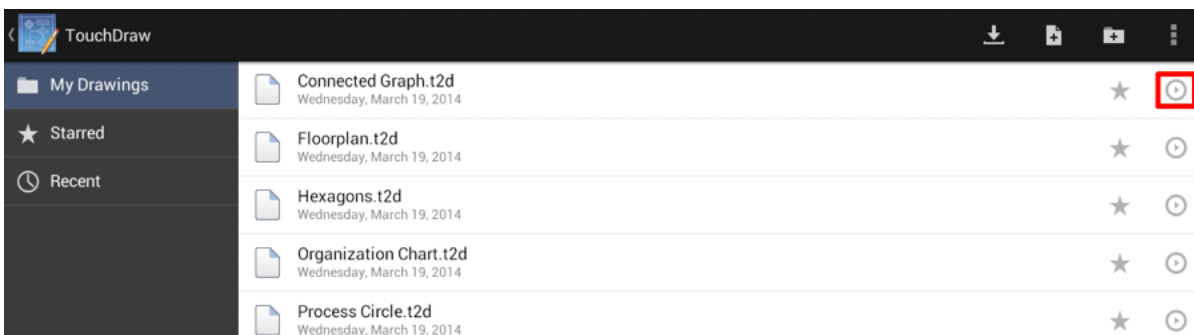 TouchDraw
My Drawings
Starred
Recent
Connected Graph.t2d
Wednesday, March 19, 2014
Floorplan.t2d
Wednesday, March 19, 2014
Hexagons.t2d
Wednesday, March 19, 2014
Organization Chart.t2d
Wednesday, March 19, 2014
Process Circle.t2d
Wednesday, March 19, 2014